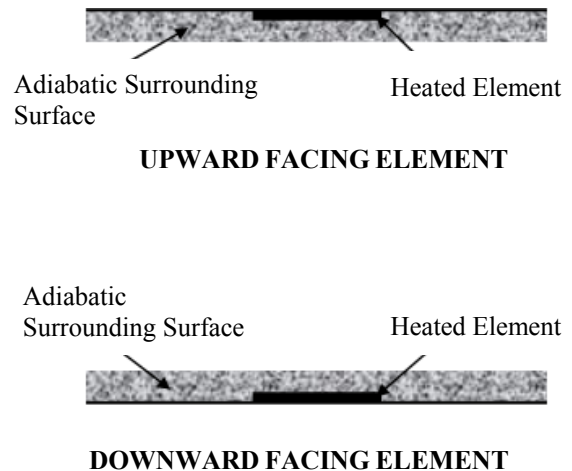 Adiabatic Surrounding
Surface
Heated Element
UPWARD FACING ELEMENT
Adiabatic
Surrounding Surface
Heated Element
DOWNWARD FACING ELEMENT